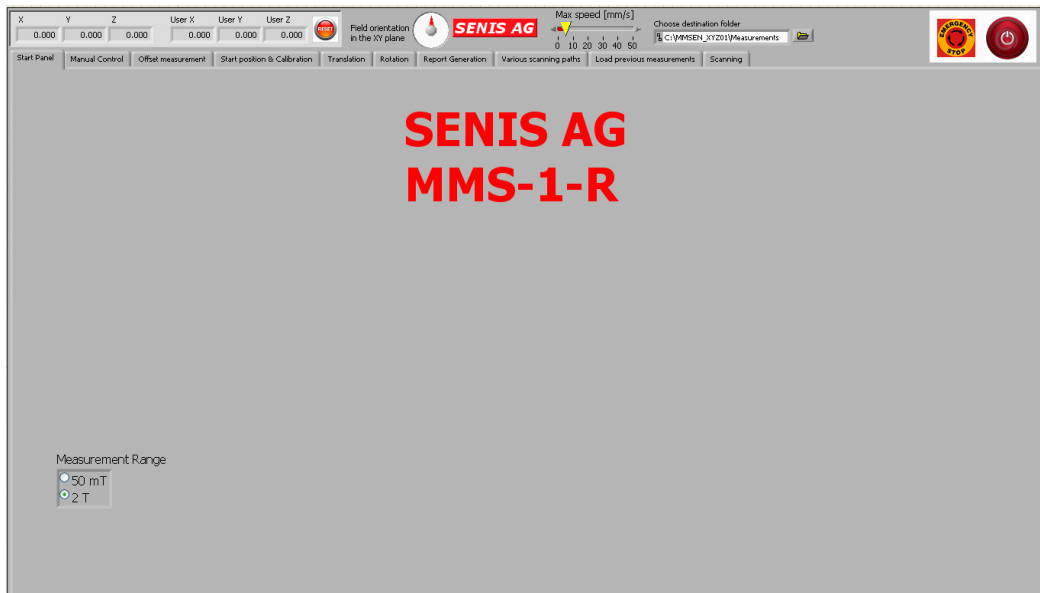 X Y Z User X User Y User Z
0.000 0.000 0.000 0.000 0.000 0.000
RESET
Field orientation
in the XY plane
SENIS AG
Max speed [mm/s]
0 10 20 30 40 50
Choose destination folder
C:\MMSEN_XYZ01\Measurements
EMERGENCY
STOP
Start Panel Manual Control Offset measurement Start position & Calibration Translation Rotation Report Generation Various scanning paths Load previous measurements Scanning
SENIS AG
MMS-1-R
Measurement Range
50 mT
2 T